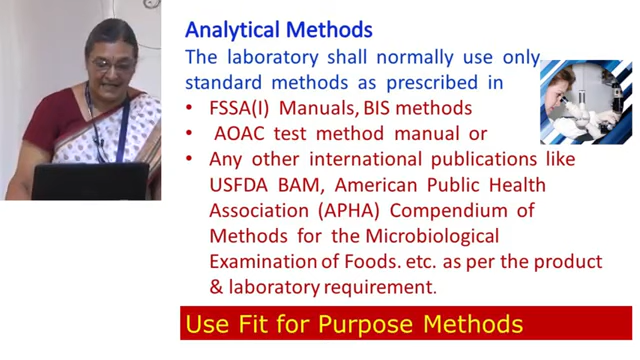 Analytical Methods
The laboratory shall normally use only
standard methods as prescribed in
• FSSA(I) Manuals, BIS methods
• AOAC test method manual or
• Any other international publications like
USFDA BAM, American Public Health
Association (APHA) Compendium of
Methods for the Microbiological
Examination of Foods. etc. as per the product
& laboratory requirement.
Use Fit for Purpose Methods